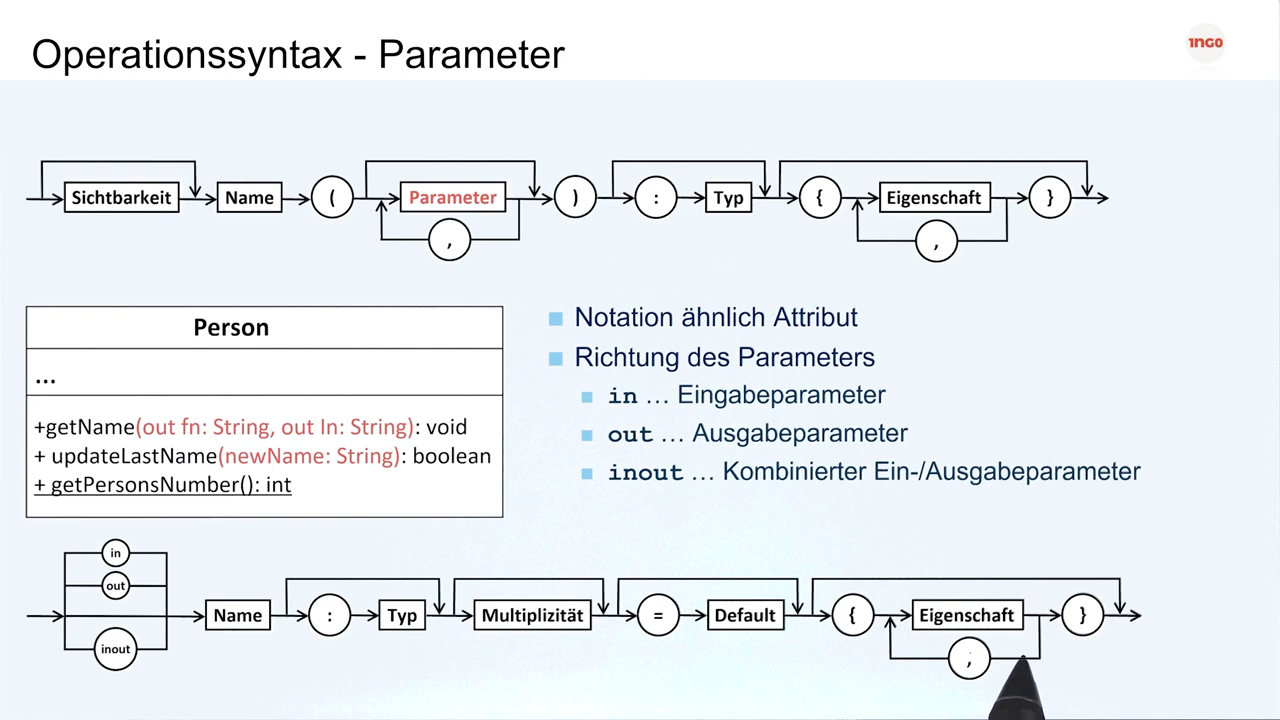 Operationssyntax - Parameter
1NGO
Sichtbarkeit Name ( Parameter ) : Typ { Eigenschaft }
, ,
Person
...
+getName(out fn: String, out ln: String): void
+ updateLastName(newName: String): boolean
+ getPersonsNumber(): int
Notation ähnlich Attribut
Richtung des Parameters
in … Eingabeparameter
out … Ausgabeparameter
inout … Kombinierter Ein-/Ausgabeparameter
in
out
Name : Typ Multiplizität = Default { Eigenschaft }
inout
,